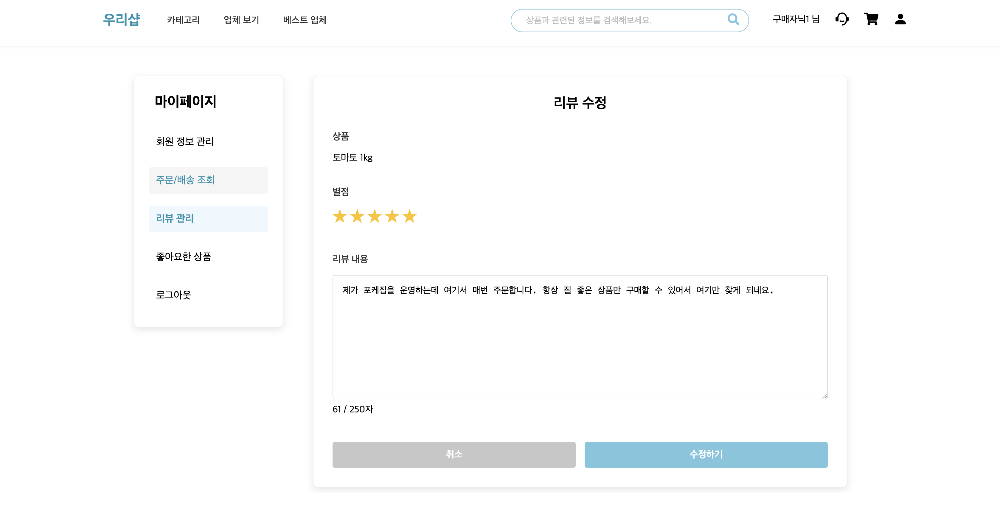 우리샵 카테고리 업체 보기 베스트 업체 상품과 관련된 정보를 검색해보세요. 구매자닉1 님
마이페이지
회원 정보 관리
주문/배송 조회
리뷰 관리
좋아요한 상품
로그아웃
리뷰 수정
상품
토마토 1kg
별점
리뷰 내용
제가 포케집을 운영하는데 여기서 매번 주문합니다. 항상 질 좋은 상품만 구매할 수 있어서 여기만 찾게 되네요.
61 / 250자
취소 수정하기